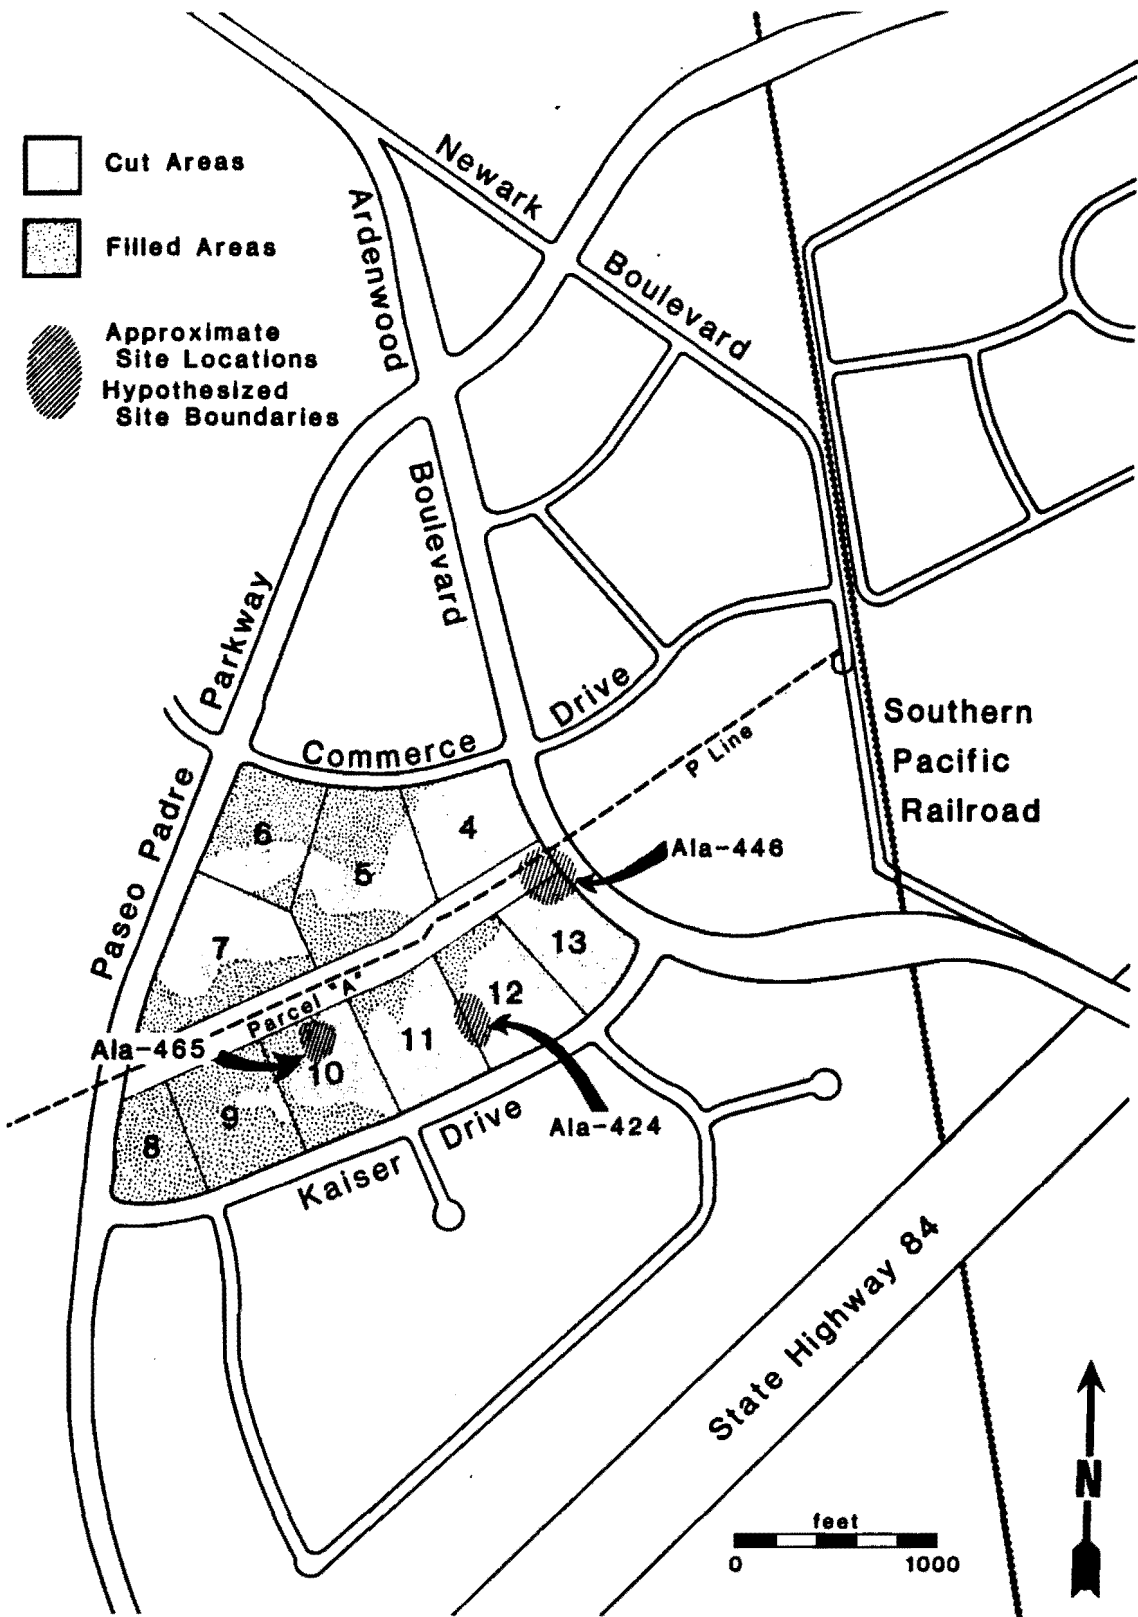 Cut Areas
Filled Areas
Approximate
Site Locations
Hypothesized
Site Boundaries
Newark
Boulevard
Ardenwood
Boulevard
Parkway
Paseo Padre
Commerce
Drive
P Line
Southern
Pacific
Railroad
6
5
4
Ala-446
7
13
12
Parcel "A"
11
Ala-465
10
9
8
Ala-424
Kaiser
Drive
State Highway 84
N
feet
0
1000